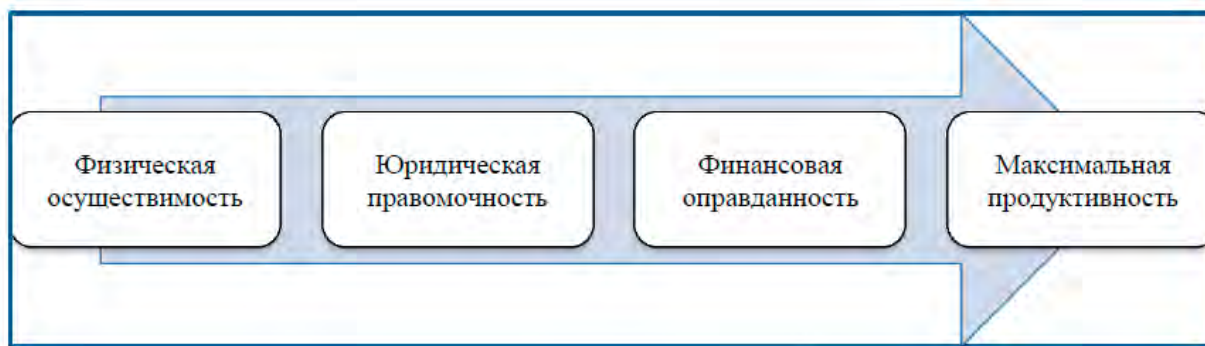 Физическая
осуществимость
Юридическая
правомочность
Финансовая
оправданность
Максимальная
продуктивность